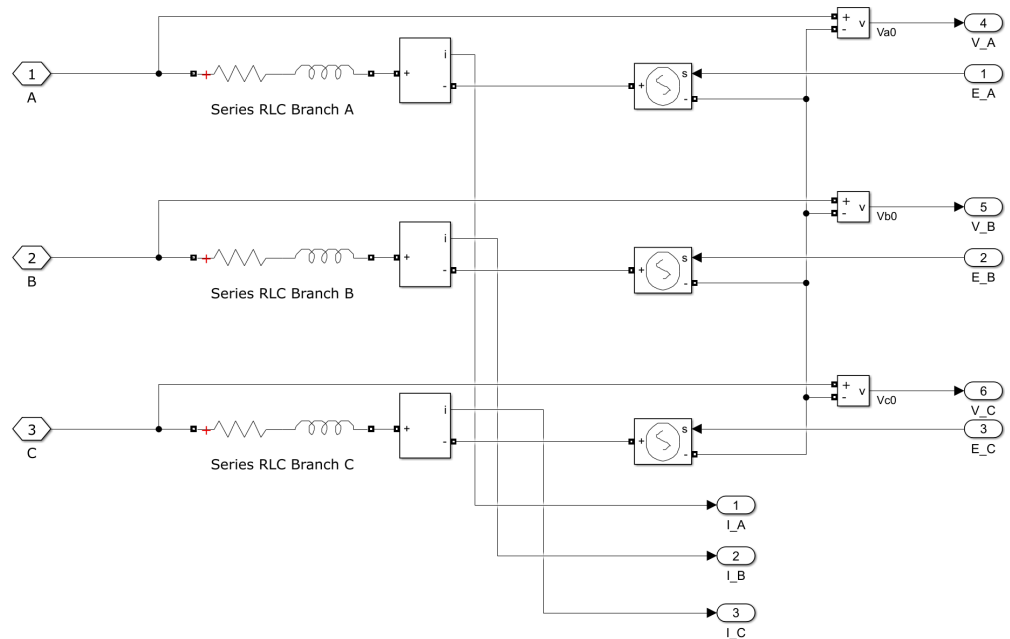 +
-
v
Va0
4
V_A
1
A
+
Series RLC Branch A
i
+
-
+
s
-
1
E_A
+
-
v
Vb0
5
V_B
2
B
+
Series RLC Branch B
i
+
-
+
s
-
2
E_B
+
-
v
Vc0
6
V_C
3
C
+
Series RLC Branch C
i
+
-
+
s
-
3
E_C
1
I_A
2
I_B
3
I_C